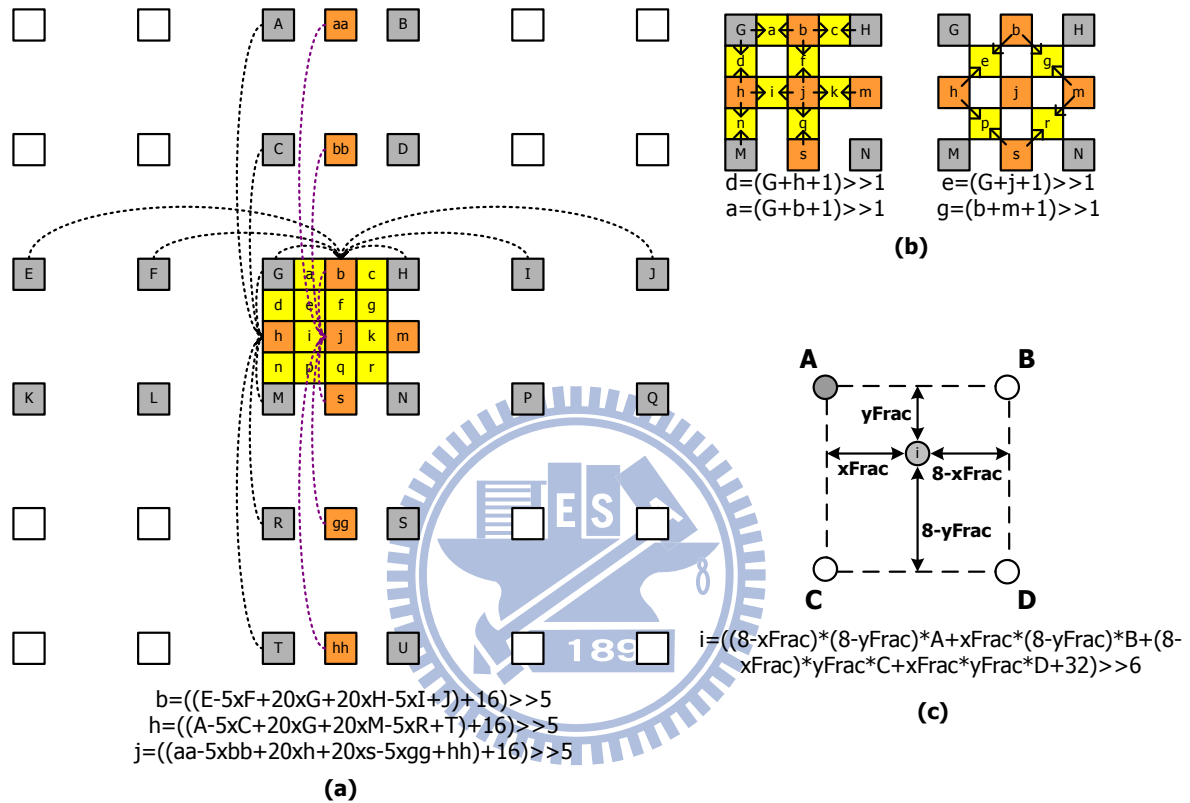 A aa B
C bb D
E F G a b c H I J
d e f g
h i j k m
n p q r
K L M s N P Q
R gg S
T hh U
b=((E-5xF+20xG+20xH-5xI+J)+16)>>5
h=((A-5xC+20xG+20xM-5xR+T)+16)>>5
j=((aa-5xbb+20xh+20xs-5xgg+hh)+16)>>5
(a)
G a b c H
d f
h i j k m
n q
M s N
d=(G+h+1)>>1
a=(G+b+1)>>1
G b H
e g
h j m
p r
M s N
e=(G+j+1)>>1
g=(b+m+1)>>1
(b)
A B
yFrac
i
xFrac 8-xFrac
8-yFrac
C D
i=((8-xFrac)*(8-yFrac)*A+xFrac*(8-yFrac)*B+(8-
xFrac)*yFrac*C+xFrac*yFrac*D+32)>>6
(c)
E S
189